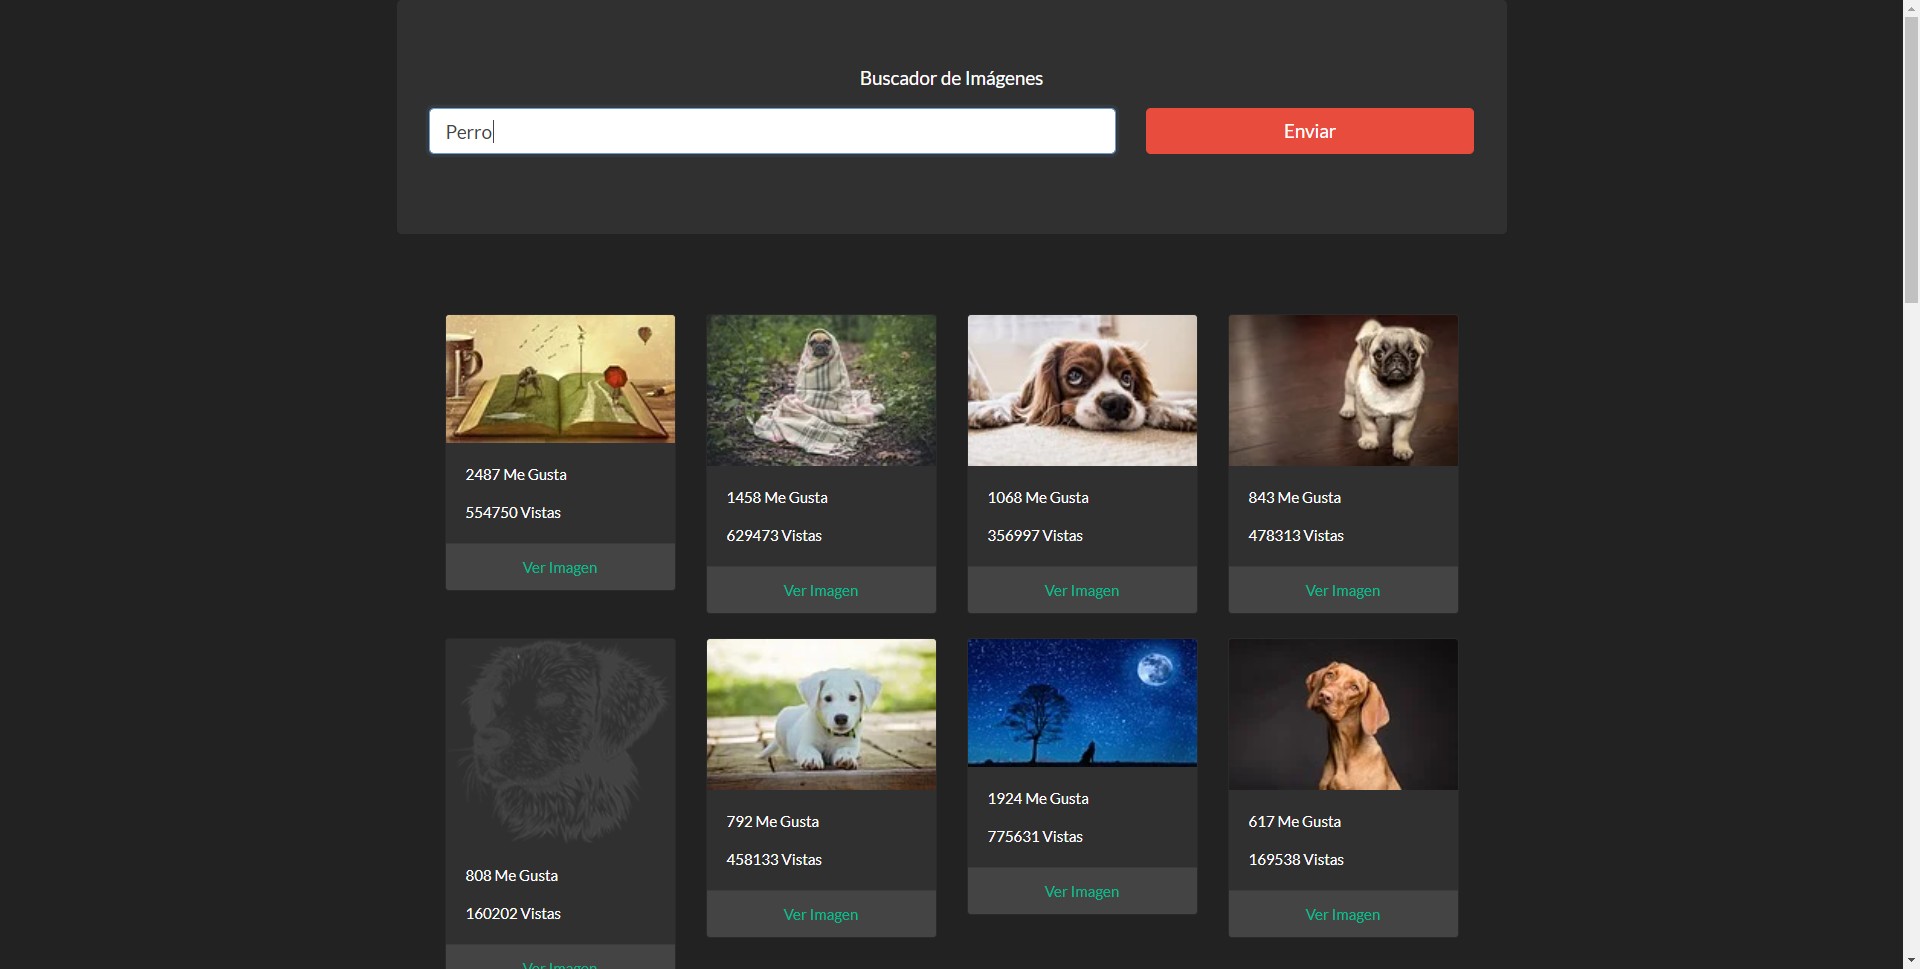 Buscador de Imágenes
Perro
Enviar
2487 Me Gusta
554750 Vistas
Ver Imagen
1458 Me Gusta
629473 Vistas
Ver Imagen
1068 Me Gusta
356997 Vistas
Ver Imagen
843 Me Gusta
478313 Vistas
Ver Imagen
808 Me Gusta
160202 Vistas
Ver Imagen
792 Me Gusta
458133 Vistas
Ver Imagen
1924 Me Gusta
775631 Vistas
Ver Imagen
617 Me Gusta
169538 Vistas
Ver Imagen